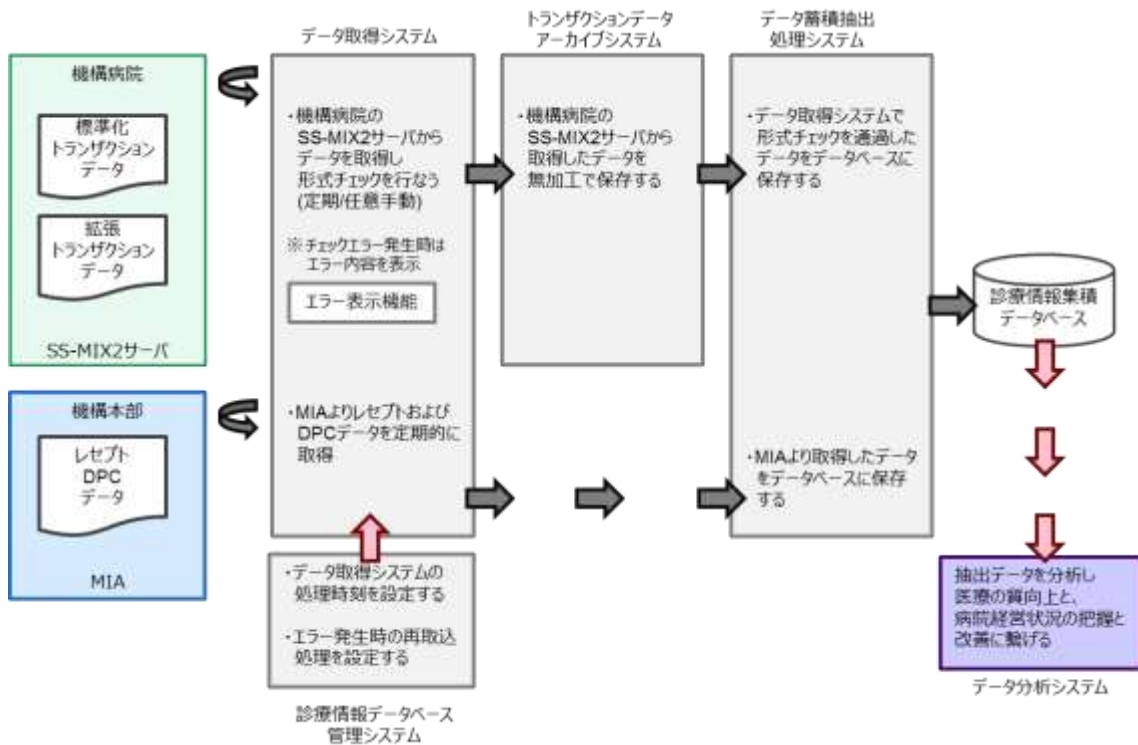 機構病院
標準化
トランザクション
データ
拡張
トランザクション
データ
SS-MIX2サーバ
機構本部
レセプト
DPC
データ
MIA
データ取得システム
・機構病院の
SS-MIX2サーバから
データを取得し
形式チェックを行なう
(定期/任意手動)
※チェックエラー発生時は
エラー内容を表示
エラー表示機能
・MIAよりレセプトおよび
DPCデータを定期的に
取得
・データ取得システムの
処理時刻を設定する
・エラー発生時の再取込
処理を設定する
診療情報データベース
管理システム
トランザクションデータ
アーカイブシステム
・機構病院の
SS-MIX2サーバから
取得したデータを
無加工で保存する
データ蓄積抽出
処理システム
・データ取得システムで
形式チェックを通過した
データをデータベースに
保存する
・MIAより取得したデータ
をデータベースに保存
する
診療情報集積
データベース
抽出データを分析し
医療の質向上と、
病院経営状況の把握と
改善に繋げる
データ分析システム